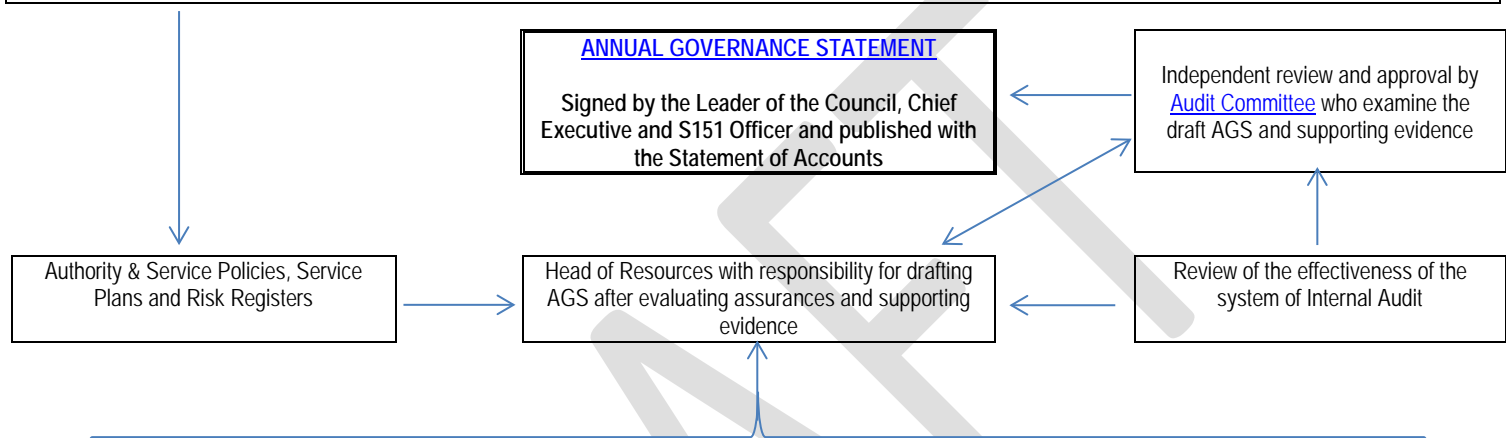 ANNUAL GOVERNANCE STATEMENT
Signed by the Leader of the Council, Chief
Executive and S151 Officer and published with
the Statement of Accounts
Independent review and approval by
Audit Committee who examine the
draft AGS and supporting evidence
Authority & Service Policies, Service
Plans and Risk Registers
Head of Resources with responsibility for drafting
AGS after evaluating assurances and supporting
evidence
Review of the effectiveness of the
system of Internal Audit